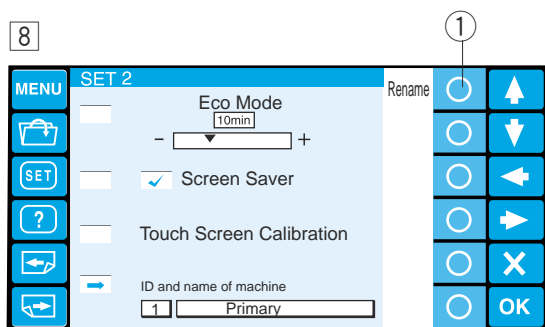 8
1
MENU
SET 2
Rename
Eco Mode
10min
- +
SET
Screen Saver
?
Touch Screen Calibration
ID and name of machine
1 Primary
X
OK